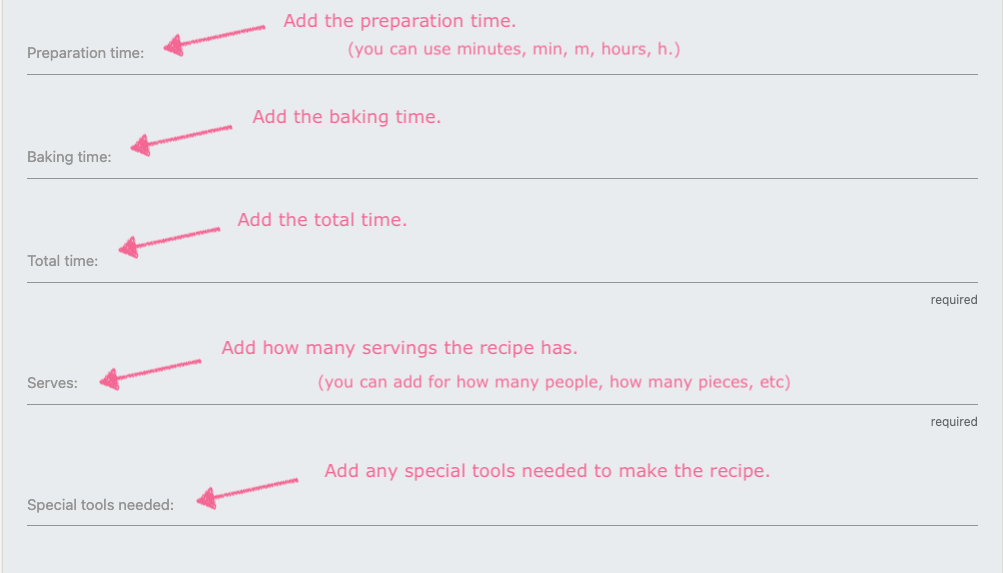 Add the preparation time.
(you can use minutes, min, m, hours, h.)
Preparation time:
Add the baking time.
Baking time:
Add the total time.
Total time:
required
Add how many servings the recipe has.
(you can add for how many people, how many pieces, etc)
Serves:
required
Add any special tools needed to make the recipe.
Special tools needed: